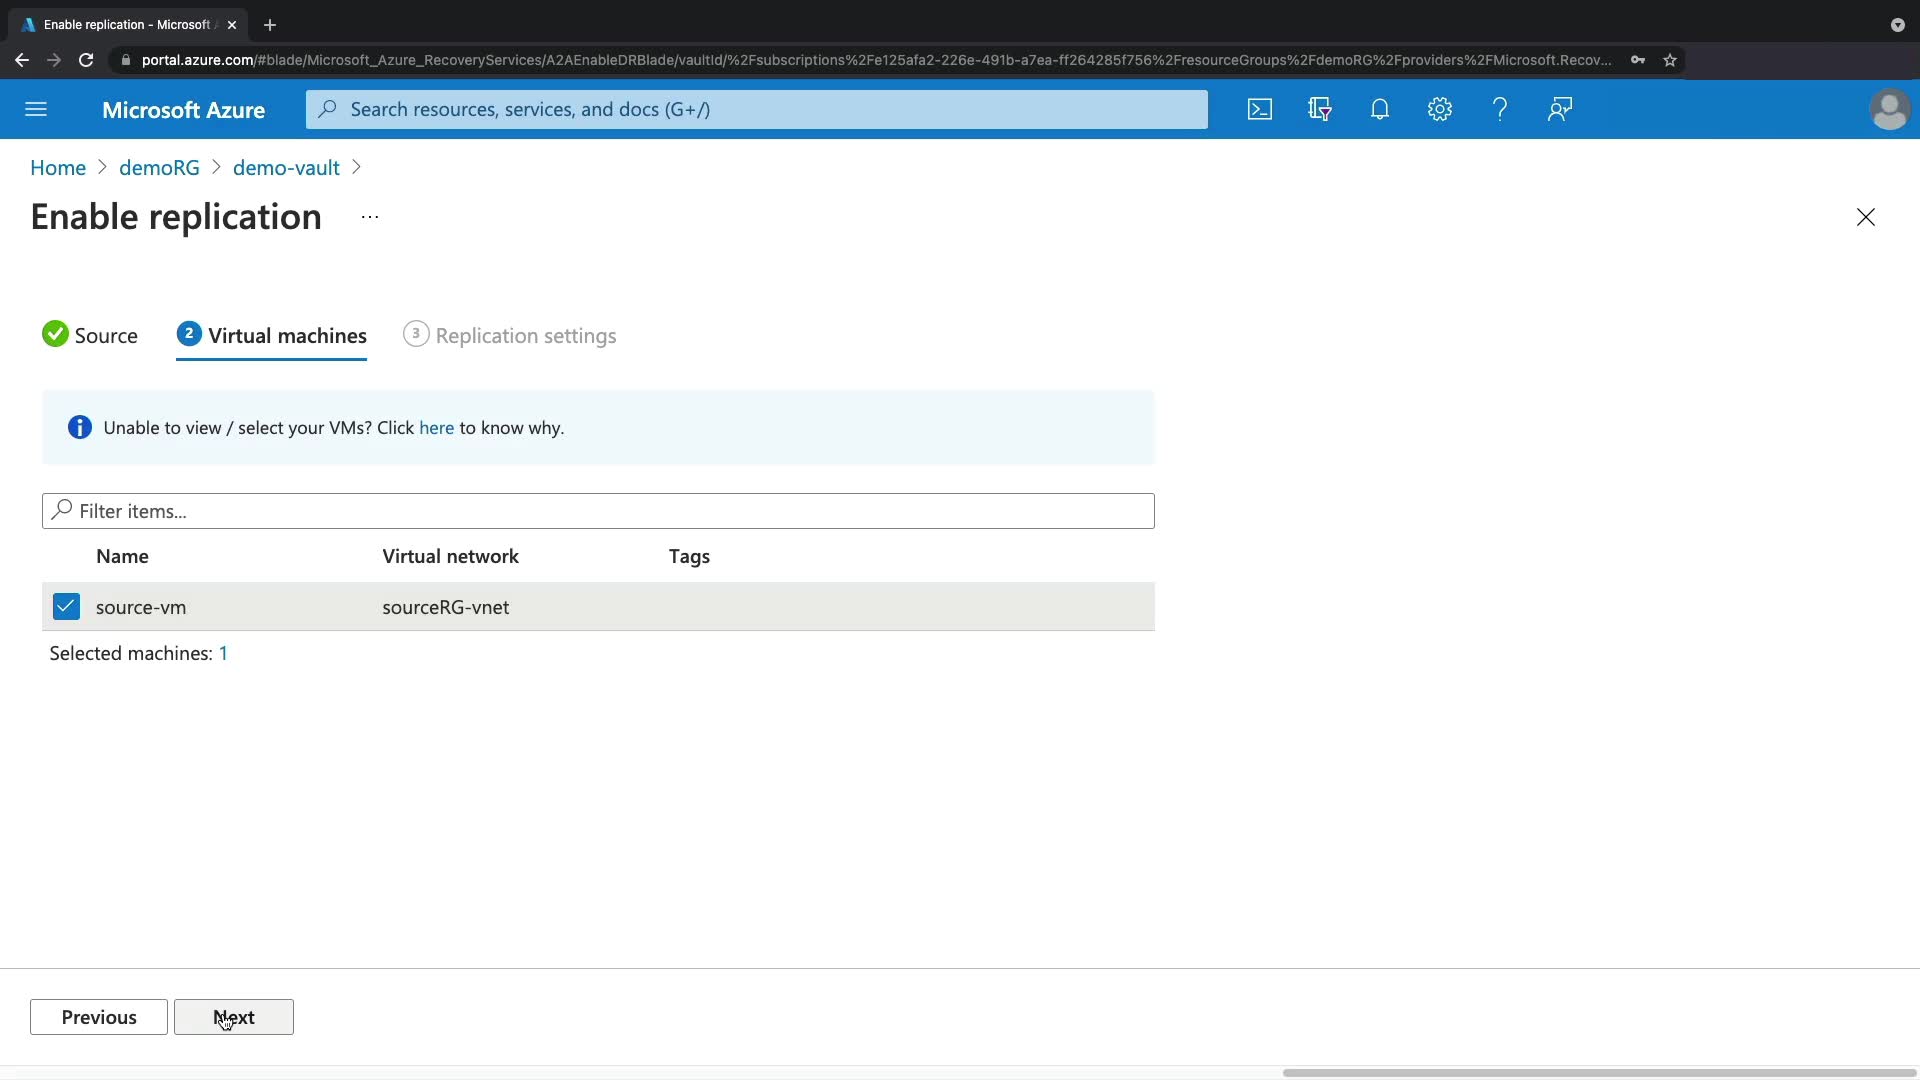 Enable replication - Microsoft A
portal.azure.com/#blade/Microsoft_Azure_RecoveryServices/A2AEnableDRBlade/vaultId/%2Fsubscriptions%2Fe125afa2-226e-491b-a7ea-ff264285f756%2FresourceGroups%2FdemoRG%2Fproviders%2FMicrosoft.Recov...
Microsoft Azure
Search resources, services, and docs (G+/)
Home > demoRG > demo-vault >
Enable replication ...
Source 2 Virtual machines 3 Replication settings
Unable to view / select your VMs? Click here to know why.
Filter items...
Name Virtual network Tags
source-vm sourceRG-vnet
Selected machines: 1
Previous Next